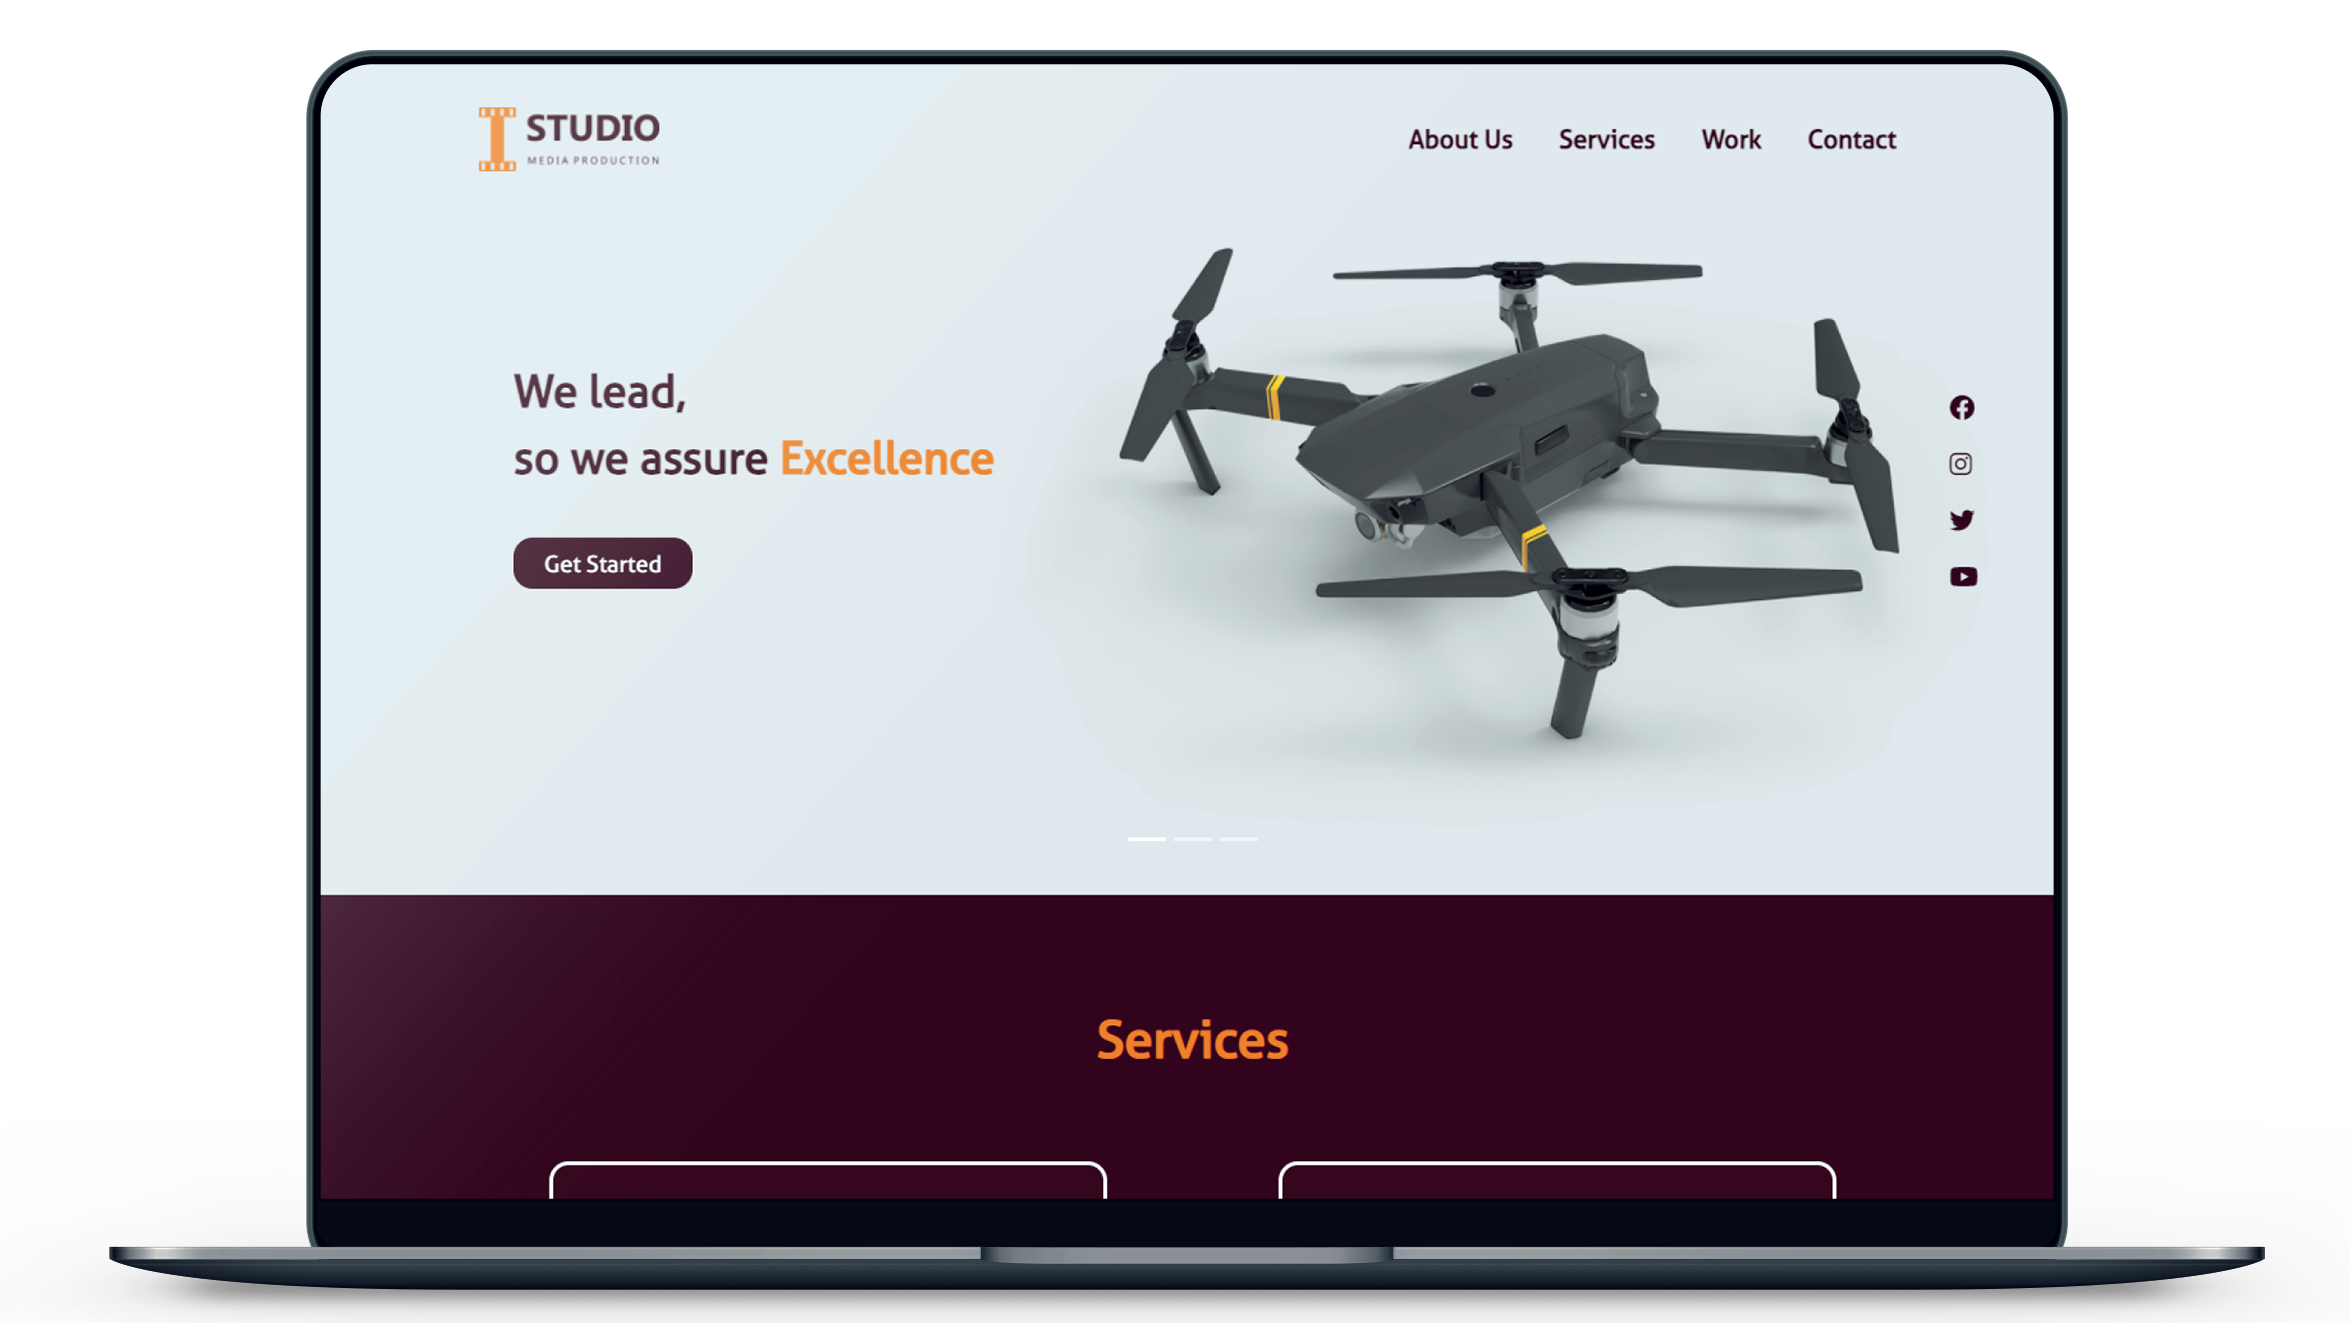 I STUDIO
MEDIA PRODUCTION
About Us Services Work Contact
We lead,
so we assure Excellence
Get Started
Services